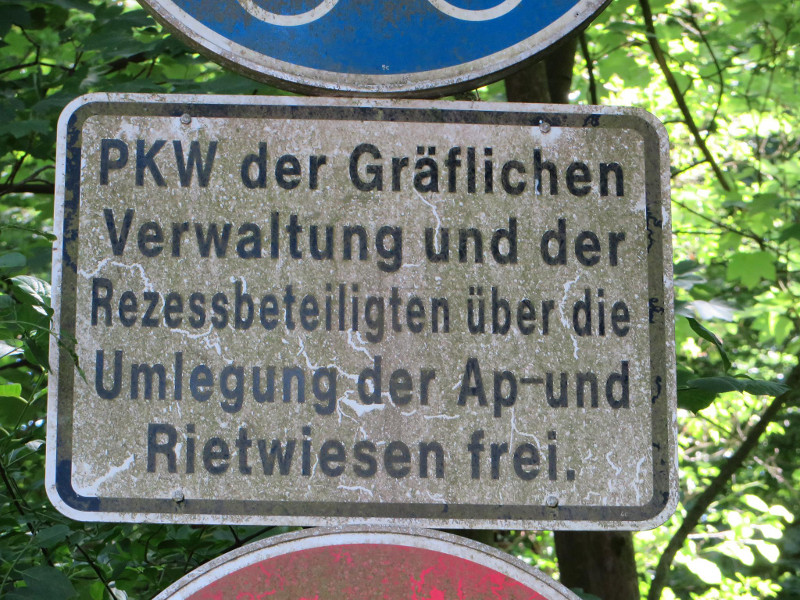 PKW der Gräflichen
Verwaltung und der
Rezessbeteiligten über die
Umlegung der Ap-und
Rietwiesen frei.